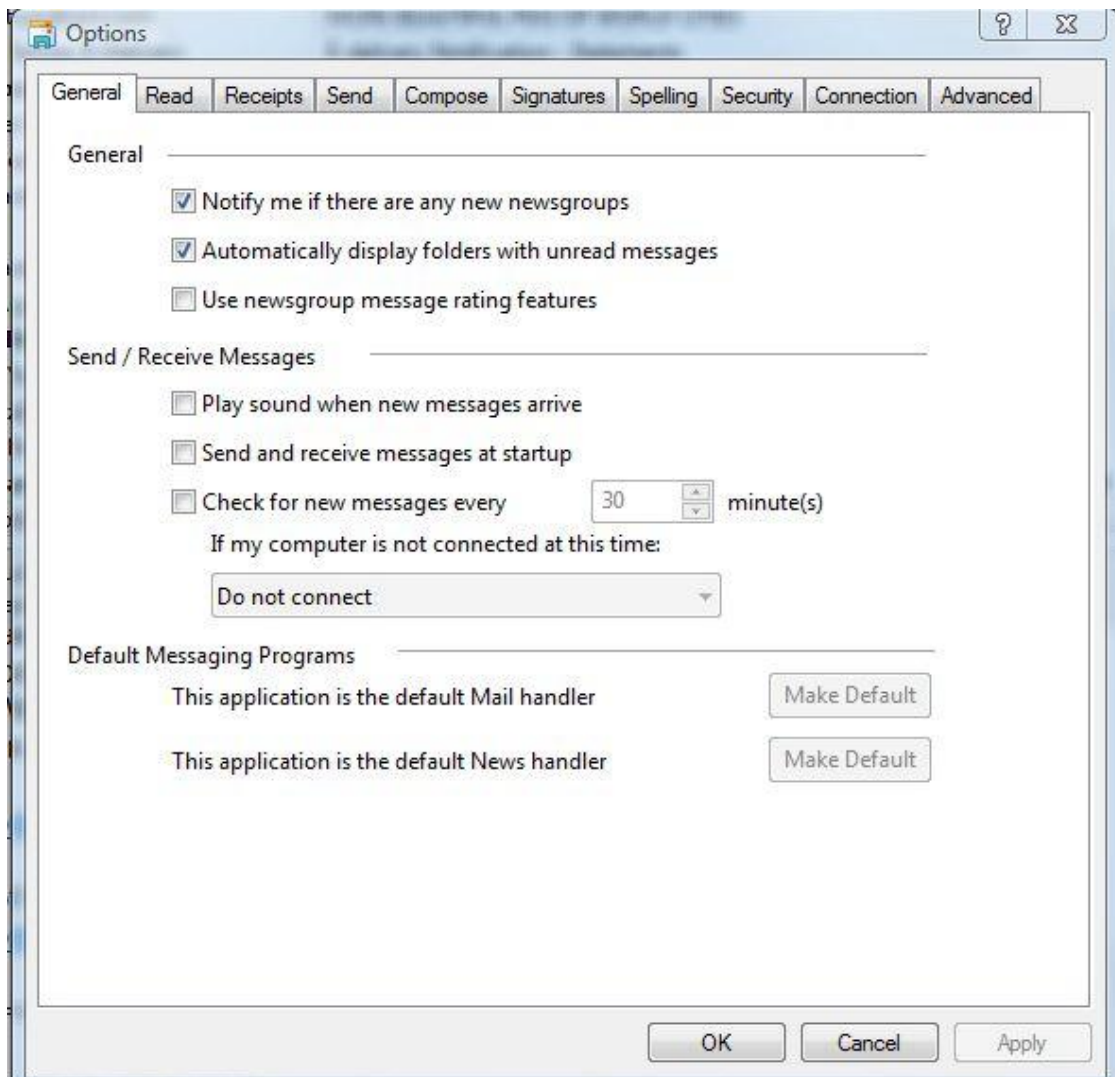 Options
General Read Receipts Send Compose Signatures Spelling Security Connection Advanced
General
Notify me if there are any new newsgroups
Automatically display folders with unread messages
Use newsgroup message rating features
Send / Receive Messages
Play sound when new messages arrive
Send and receive messages at startup
Check for new messages every 30 minute(s)
If my computer is not connected at this time:
Do not connect
Default Messaging Programs
This application is the default Mail handler Make Default
This application is the default News handler Make Default
OK Cancel Apply